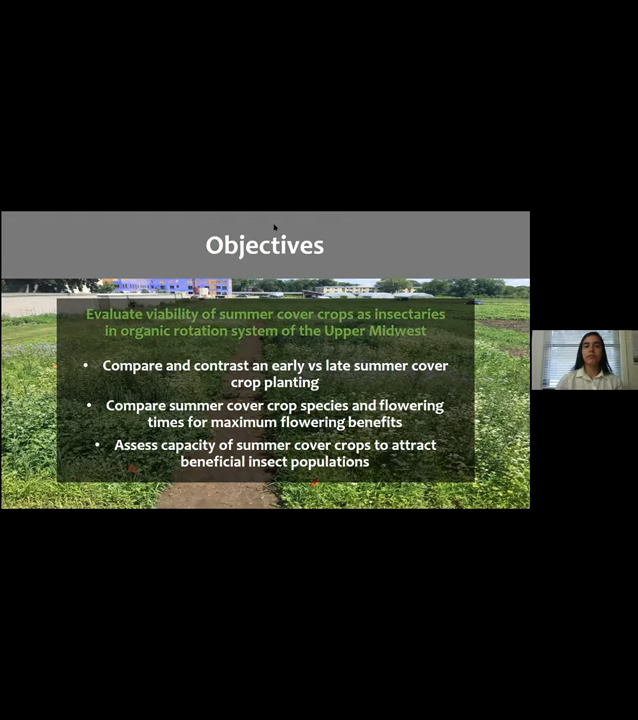 Objectives
Evaluate viability of summer cover crops as insectaries
in organic rotation system of the Upper Midwest
• Compare and contrast an early vs late summer cover
crop planting
• Compare summer cover crop species and flowering
times for maximum flowering benefits
• Assess capacity of summer cover crops to attract
beneficial insect populations